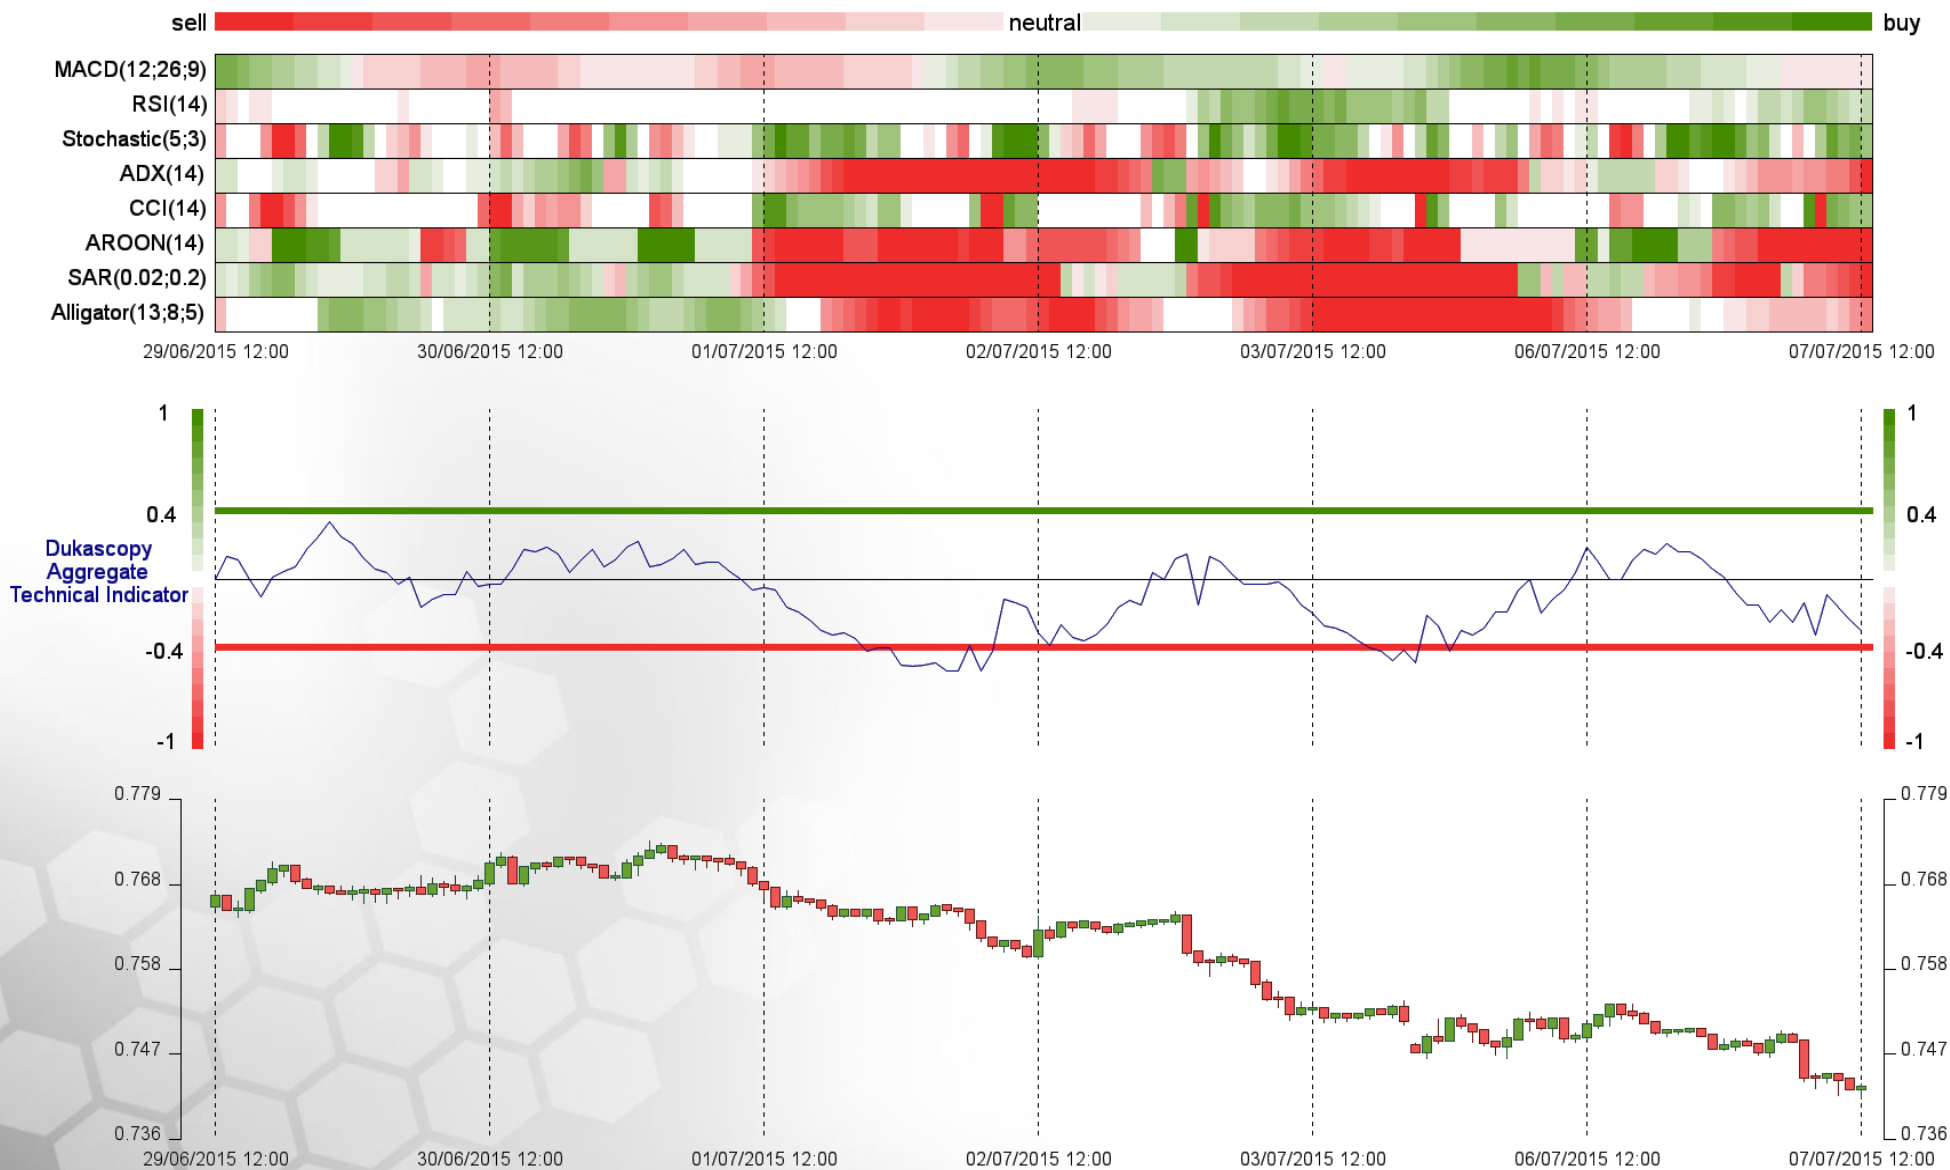 sell neutral buy
MACD(12;26;9)
RSI(14)
Stochastic(5;3)
ADX(14)
CCI(14)
AROON(14)
SAR(0.02;0.2)
Alligator(13;8;5)
29/06/2015 12:00 30/06/2015 12:00 01/07/2015 12:00 02/07/2015 12:00 03/07/2015 12:00 06/07/2015 12:00 07/07/2015 12:00
1 1
0.4 0.4
Dukascopy
Aggregate
Technical Indicator
-0.4 -0.4
-1 -1
0.779 0.779
0.768 0.768
0.758 0.758
0.747 0.747
0.736 0.736
29/06/2015 12:00 30/06/2015 12:00 01/07/2015 12:00 02/07/2015 12:00 03/07/2015 12:00 06/07/2015 12:00 07/07/2015 12:00